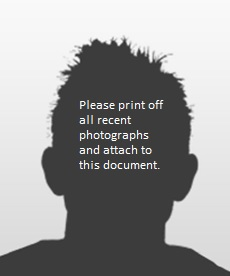 Please print off
all recent
photographs
and attach to
this document.